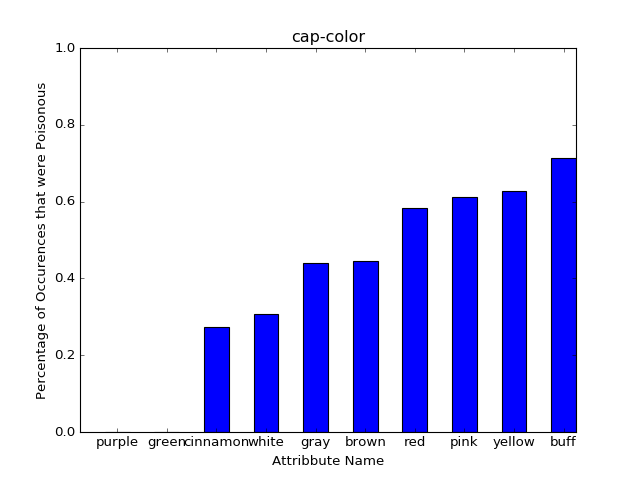 cap-color
1.0
0.8
0.6
0.4
0.2
0.0
Percentage of Occurences that were Poisonous
purple green cinnamon white gray brown red pink yellow buff
Attribbute Name